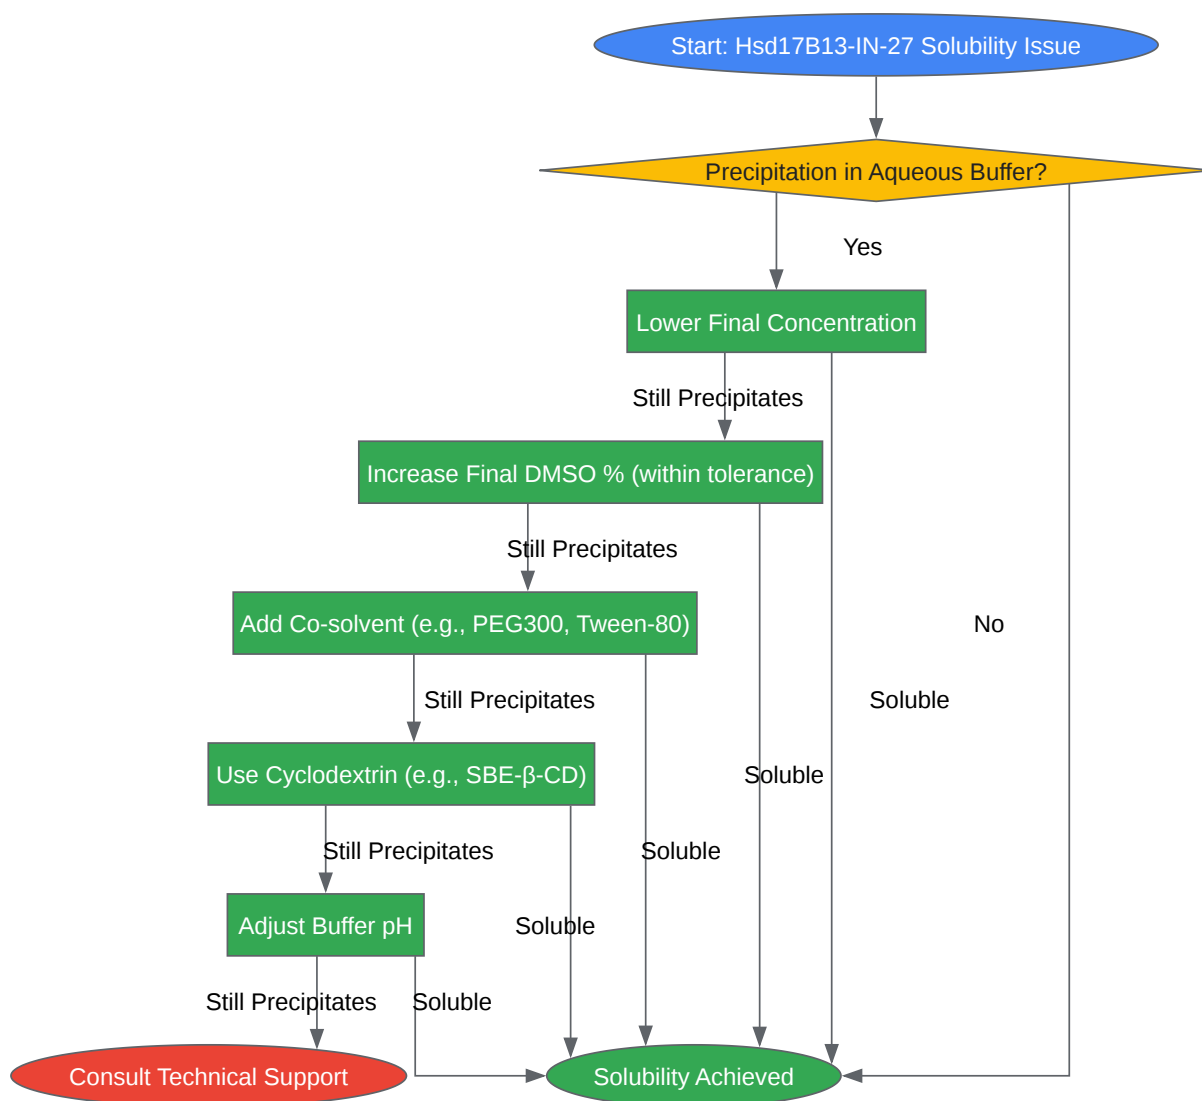 Start: Hsd17B13-IN-27 Solubility Issue
Precipitation in Aqueous Buffer?
Yes
Lower Final Concentration
Still Precipitates
Increase Final DMSO % (within tolerance)
Still Precipitates
Add Co-solvent (e.g., PEG300, Tween-80)
No
Still Precipitates
Soluble
Use Cyclodextrin (e.g., SBE-β-CD)
Soluble
Still Precipitates
Soluble
Adjust Buffer pH
Soluble
Still Precipitates
Soluble
Consult Technical Support
Solubility Achieved